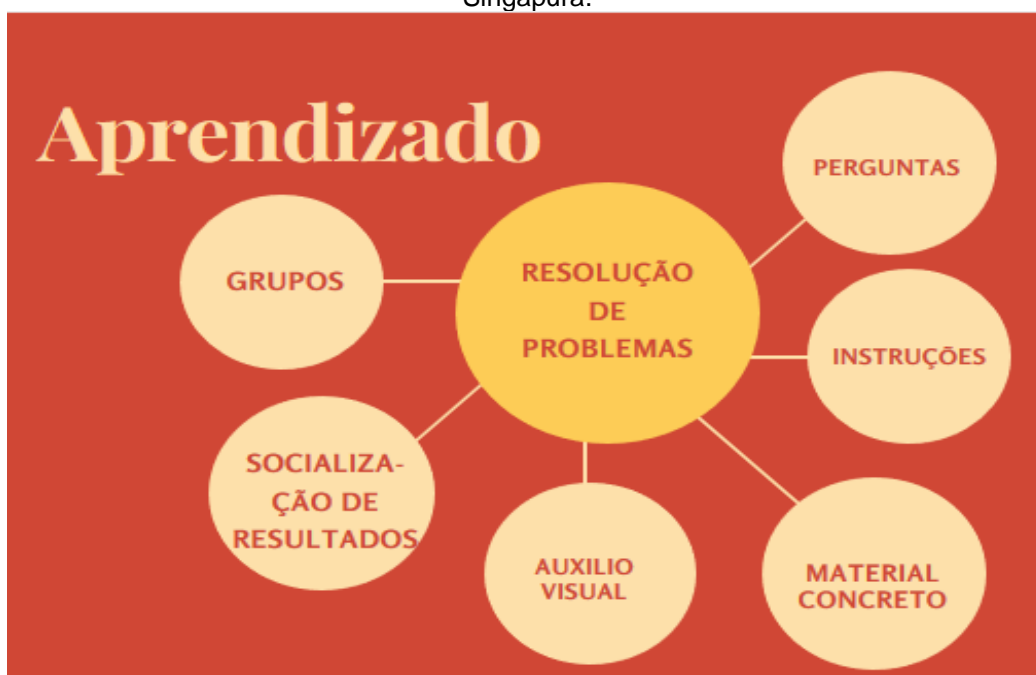 Singapura.
Aprendizado
PERGUNTAS
GRUPOS
RESOLUÇÃO
DE
PROBLEMAS
INSTRUÇÕES
SOCIALIZA-
ÇÃO DE
RESULTADOS
AUXILIO
VISUAL
MATERIAL
CONCRETO